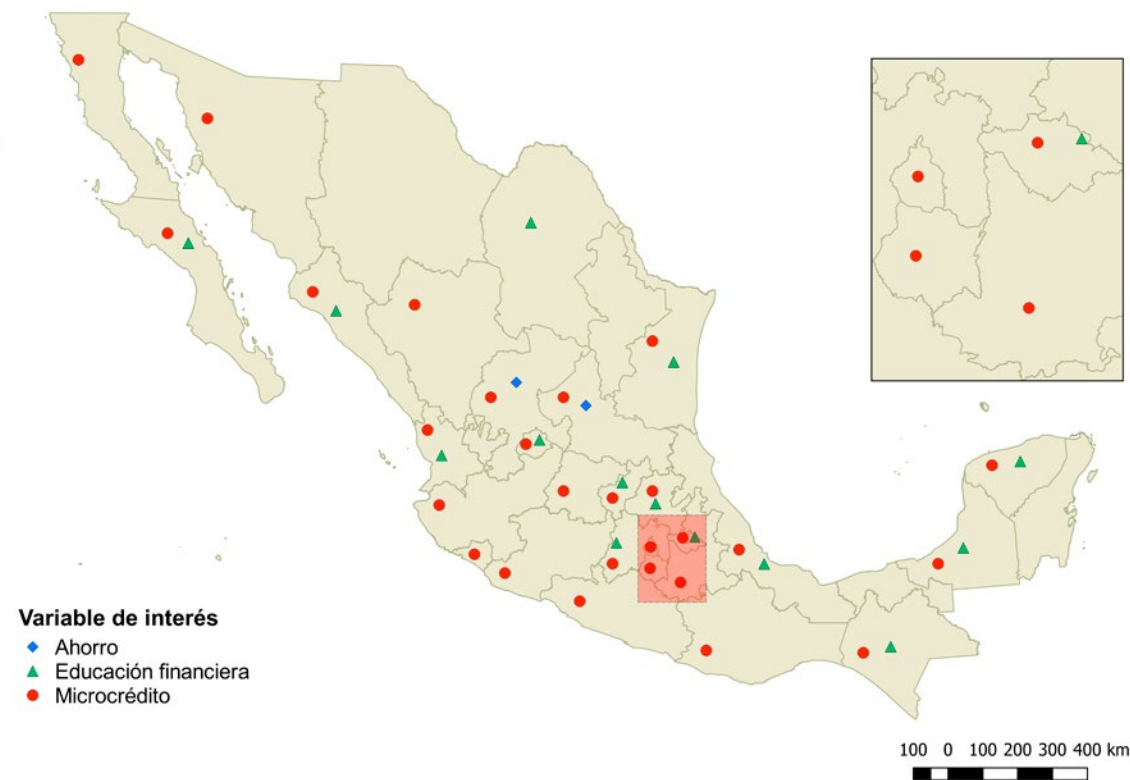 Variable de interés
Ahorro
Educación financiera
Microcrédito
100 0 100 200 300 400 km